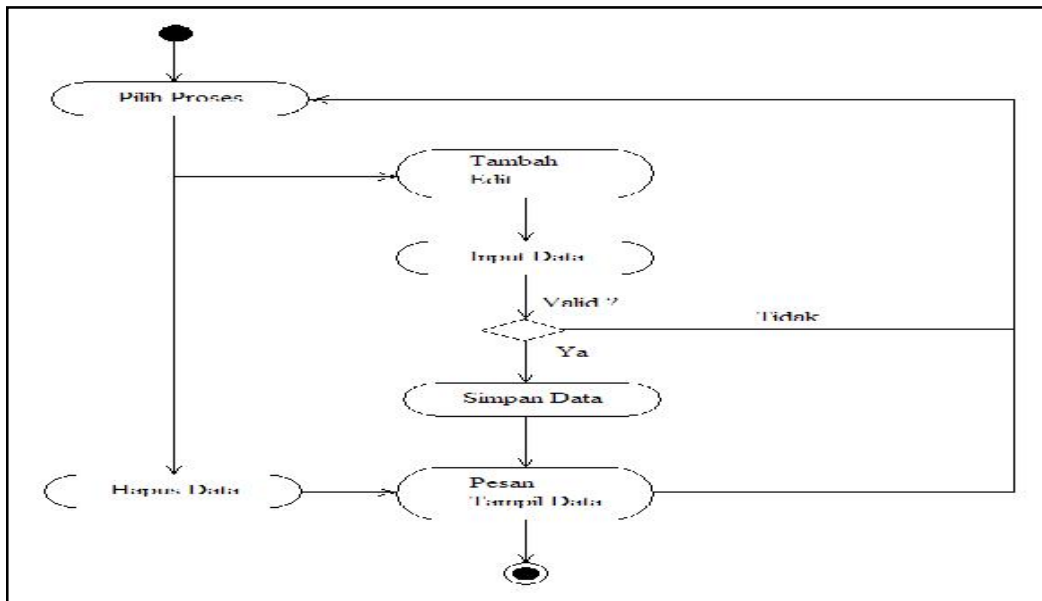 Pilih Proses
Tambah
Edit
Input Data
Valid ?
Tidak
Ya
Simpan Data
Hapus Data
Pesan
Tampil Data